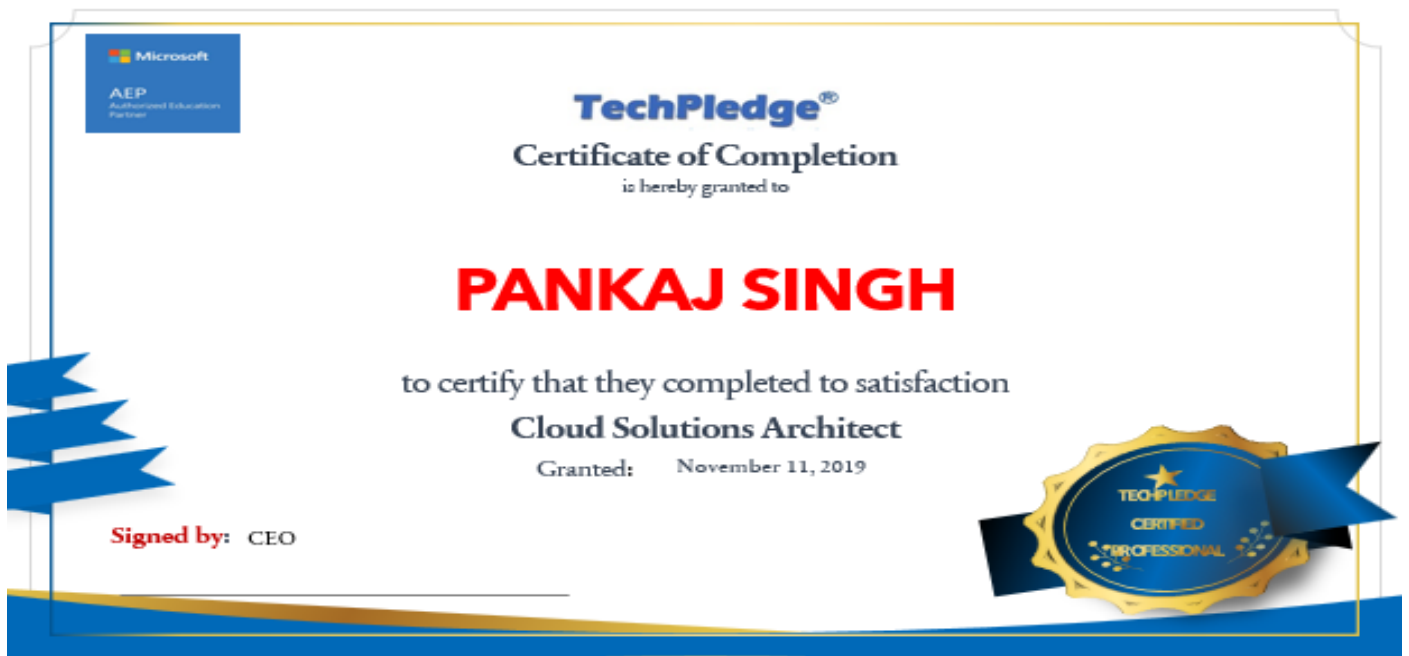 Microsoft
AEP
Authorized Education
Partner
TechPledge®
Certificate of Completion
is hereby granted to
PANKAJ SINGH
to certify that they completed to satisfaction
Cloud Solutions Architect
Granted: November 11, 2019
Signed by: CEO
TECHPLEDGE
CERTIFIED
PROFESSIONAL